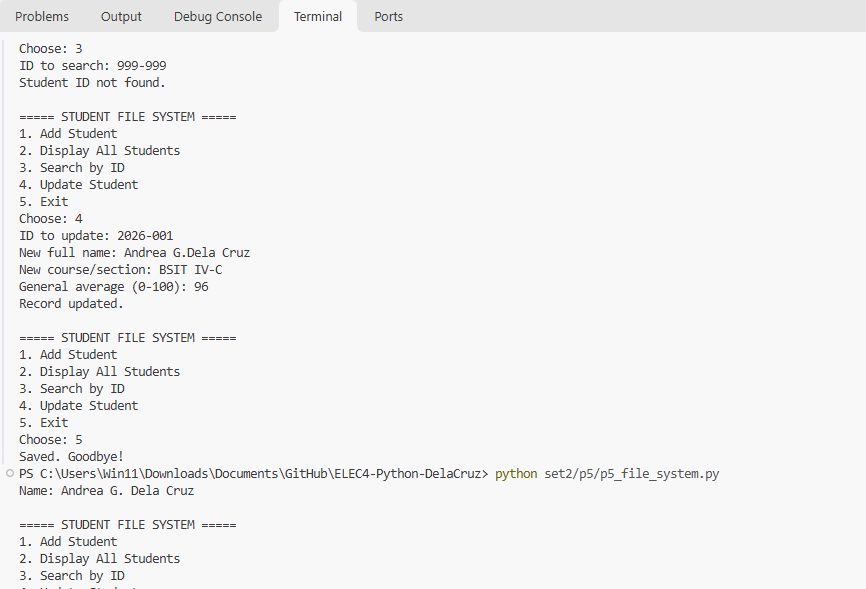 Problems Output Debug Console Terminal Ports
Choose: 3
ID to search: 999-999
Student ID not found.
===== STUDENT FILE SYSTEM =====
1. Add Student
2. Display All Students
3. Search by ID
4. Update Student
5. Exit
Choose: 4
ID to update: 2026-001
New full name: Andrea G.Dela Cruz
New course/section: BSIT IV-C
General average (0-100): 96
Record updated.
===== STUDENT FILE SYSTEM =====
1. Add Student
2. Display All Students
3. Search by ID
4. Update Student
5. Exit
Choose: 5
Saved. Goodbye!
PS C:\Users\Win11\Downloads\Documents\GitHub\ELEC4-Python-DelaCruz> python set2/p5/p5_file_system.py
Name: Andrea G. Dela Cruz
===== STUDENT FILE SYSTEM =====
1. Add Student
2. Display All Students
3. Search by ID